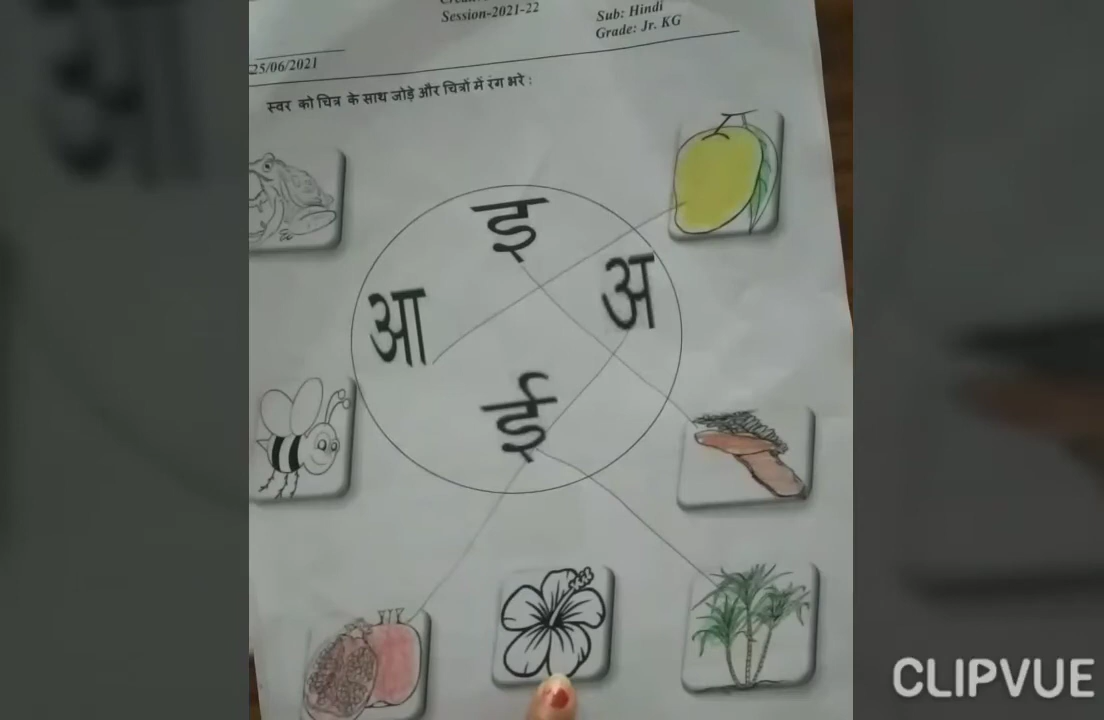 Session-2021-22
Sub: Hindi
Grade: Jr. KG
25/06/2021
स्वर को चित्र के साथ जोड़े और चित्रों में रंग भरे :
इ
अ
आ
ई
CLIPVUE